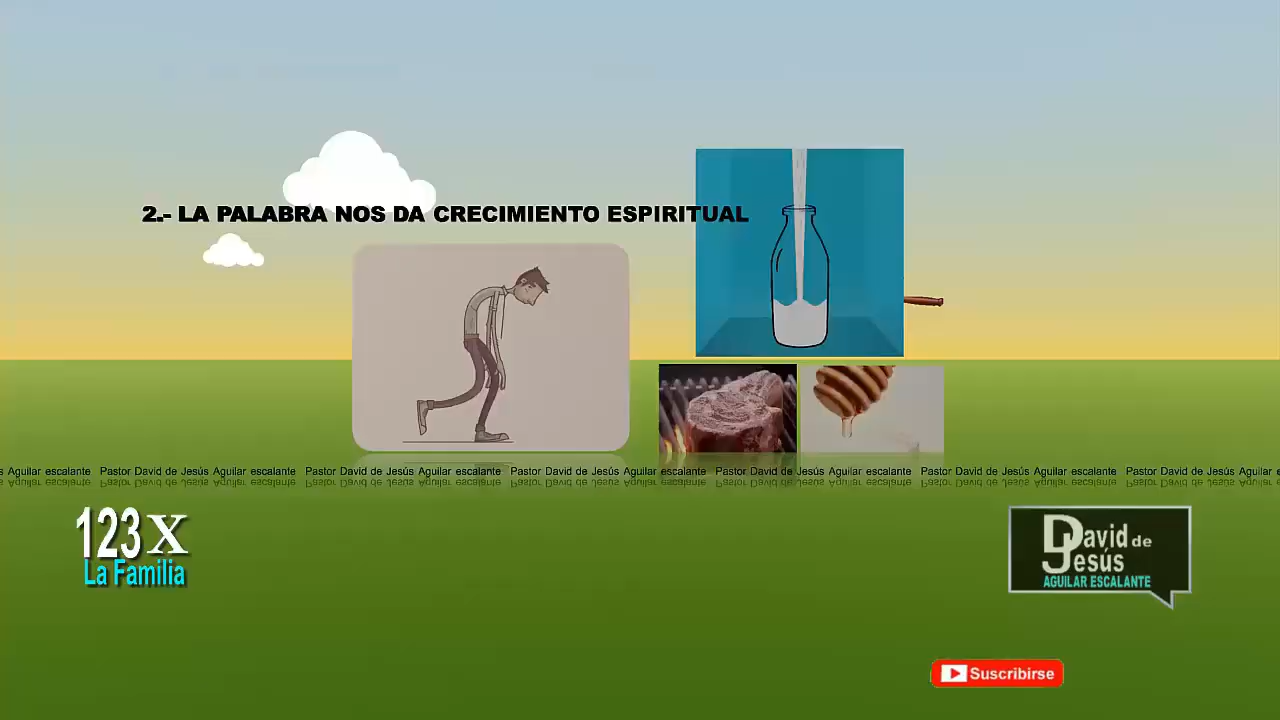 2.- LA PALABRA NOS DA CRECIMIENTO ESPIRITUAL
s Aguilar escalante Pastor David de Jesús Aguilar escalante Pastor David de Jesús Aguilar escalante Pastor David de Jesús Aguilar escalante Pastor David de Jesús Aguilar escalante Pastor David de Jesús Aguilar escalante Pastor David de Jesús Aguilar e
123 X
La Familia
David de
Jesús
AGUILAR ESCALANTE
Suscribirse